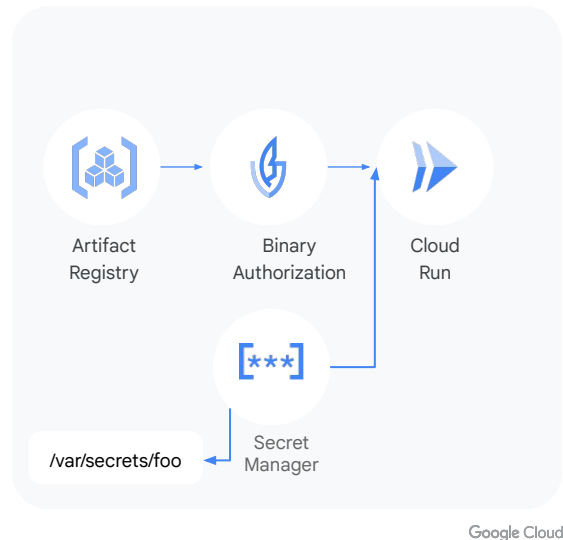 Artifact
Registry
Binary
Authorization
Cloud
Run
[***]
Secret
Manager
/var/secrets/foo
Google Cloud